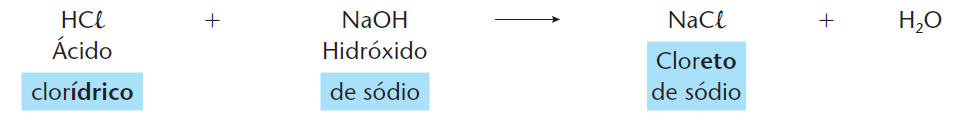 HCℓ + NaOH ⟶ NaCℓ + H₂O
Ácido Hidróxido Cloreto
clorídrico de sódio de sódio